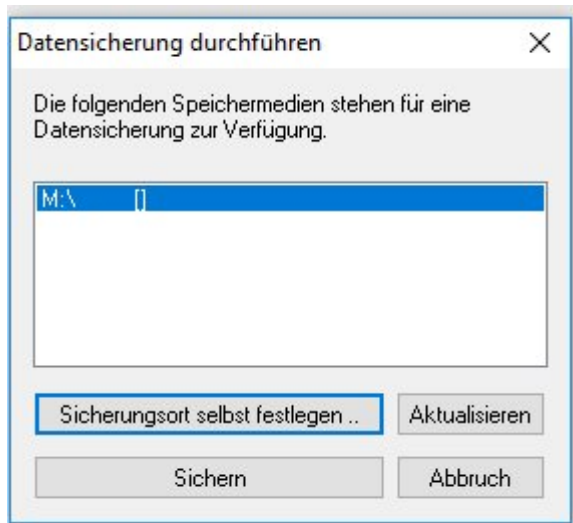 Datensicherung durchführen
Die folgenden Speichermedien stehen für eine
Datensicherung zur Verfügung.
M:\ []
Sicherungsort selbst festlegen ..
Aktualisieren
Sichern
Abbruch